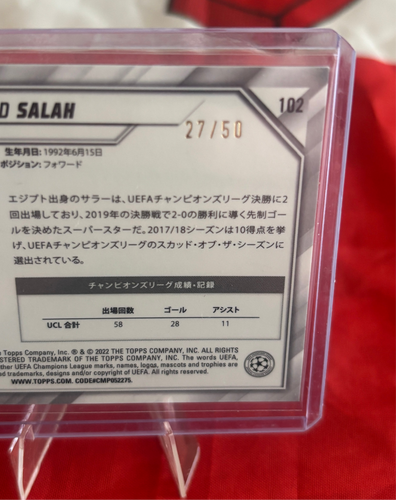 D SALAH
102
27/50
生年月日: 1992年6月15日
ポジション: フォワード
エジプト出身のサラーは、UEFAチャンピオンズリーグ決勝に2
回出場しており、2019年の決勝戦で2-0の勝利に導く先制ゴー
ルを決めたスーパースターだ。2017/18シーズンは10得点を挙
げ、UEFAチャンピオンズリーグのスカッド・オブ・ザ・シーズンに
選出されている。
チャンピオンズリーグ成績・記録
出場回数 ゴール アシスト
UCL 合計 58 28 11
e Topps Company, Inc. ® & © 2022 THE TOPPS COMPANY, INC. ALL RIGHTS
STERED TRADEMARK OF THE TOPPS COMPANY, INC. The words UEFA,
ther UEFA Champions League marks, names, logos, mascots and trophies are
trademarks, designs and/or copyright of UEFA. All rights reserved.
WWW.TOPPS.COM. CODE#CMP052275.